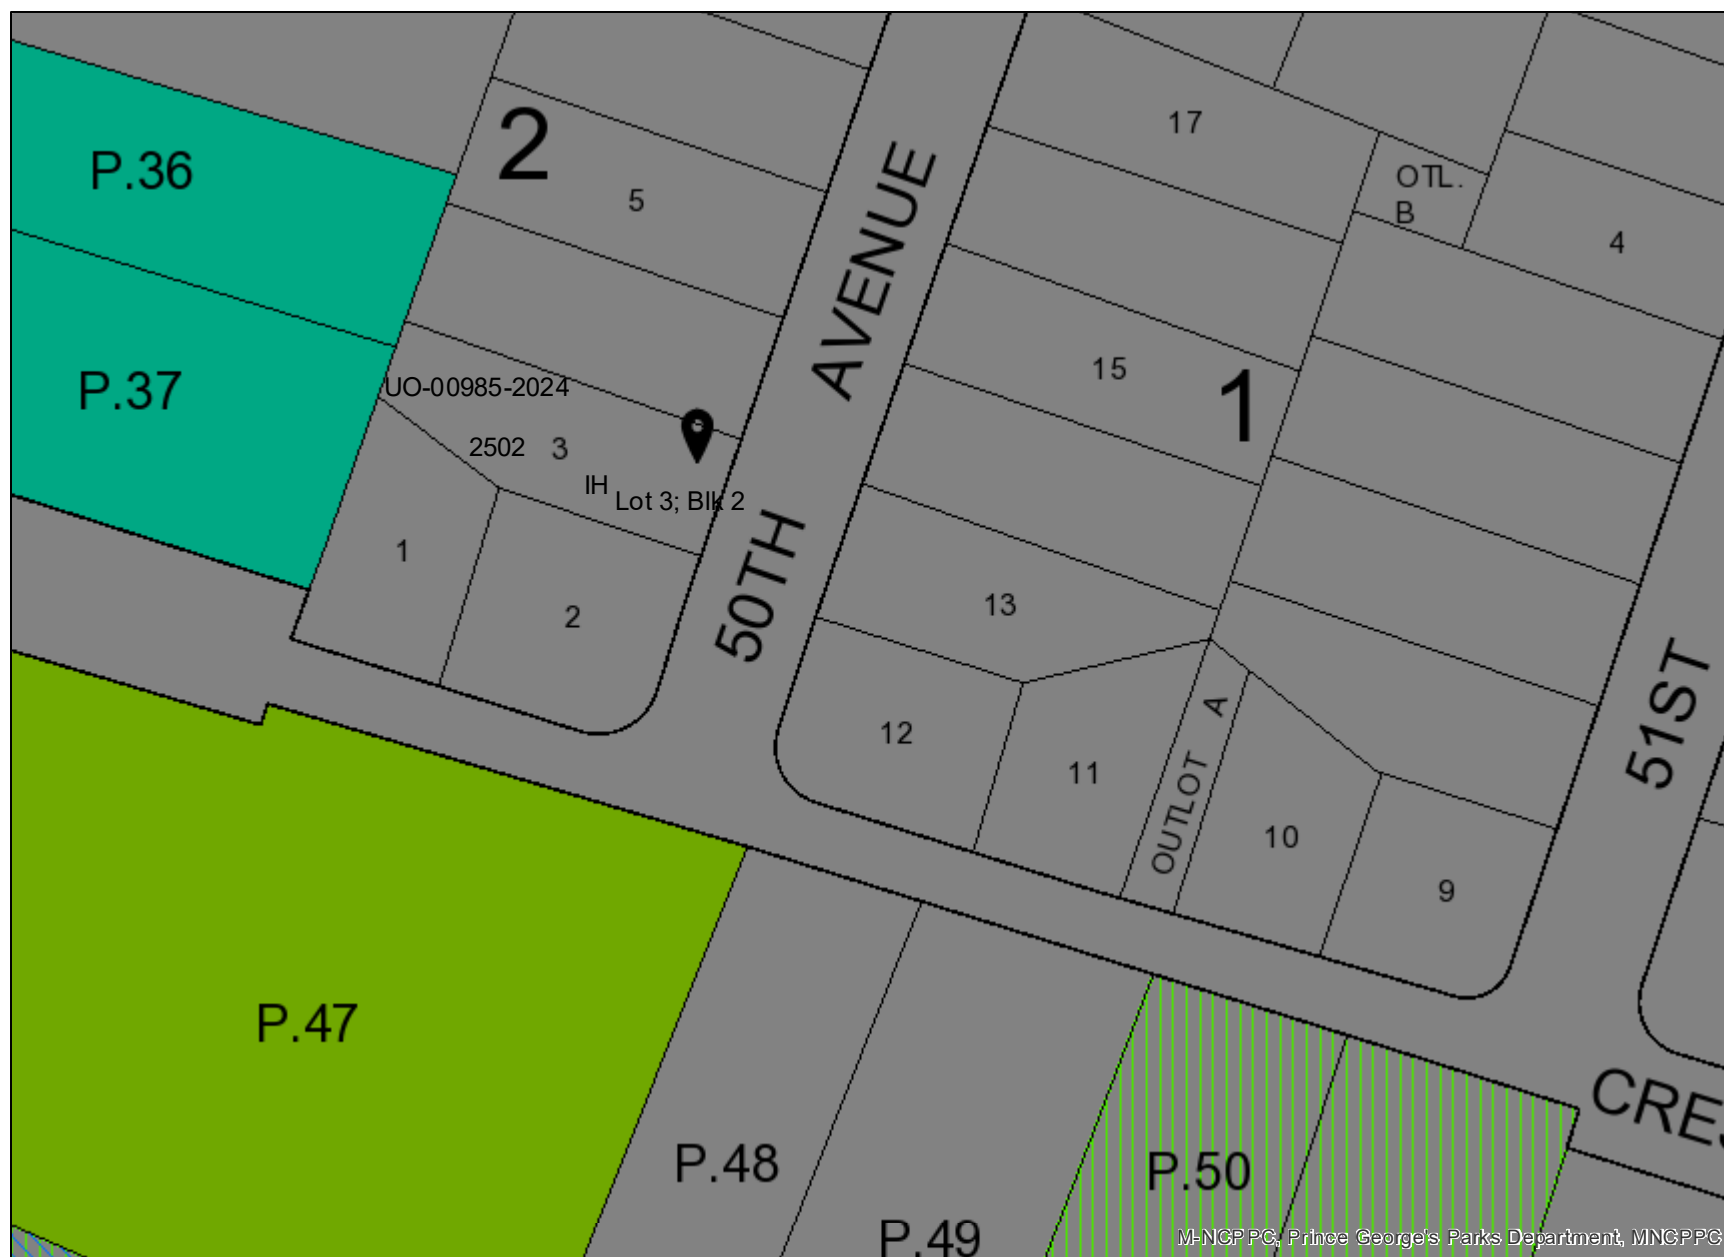 17
P.36
2
5
AVENUE
OTL.
B
4
P.37
UO-00985-2024
15
1
2502
3
IH
Lot 3; Blk 2
50TH
1
2
13
51ST
12
11
OUTLOT A
10
9
P.47
CRES
P.48
P.50
P.49
M-NCPPC, Prince George's Parks Department, MNCPPC